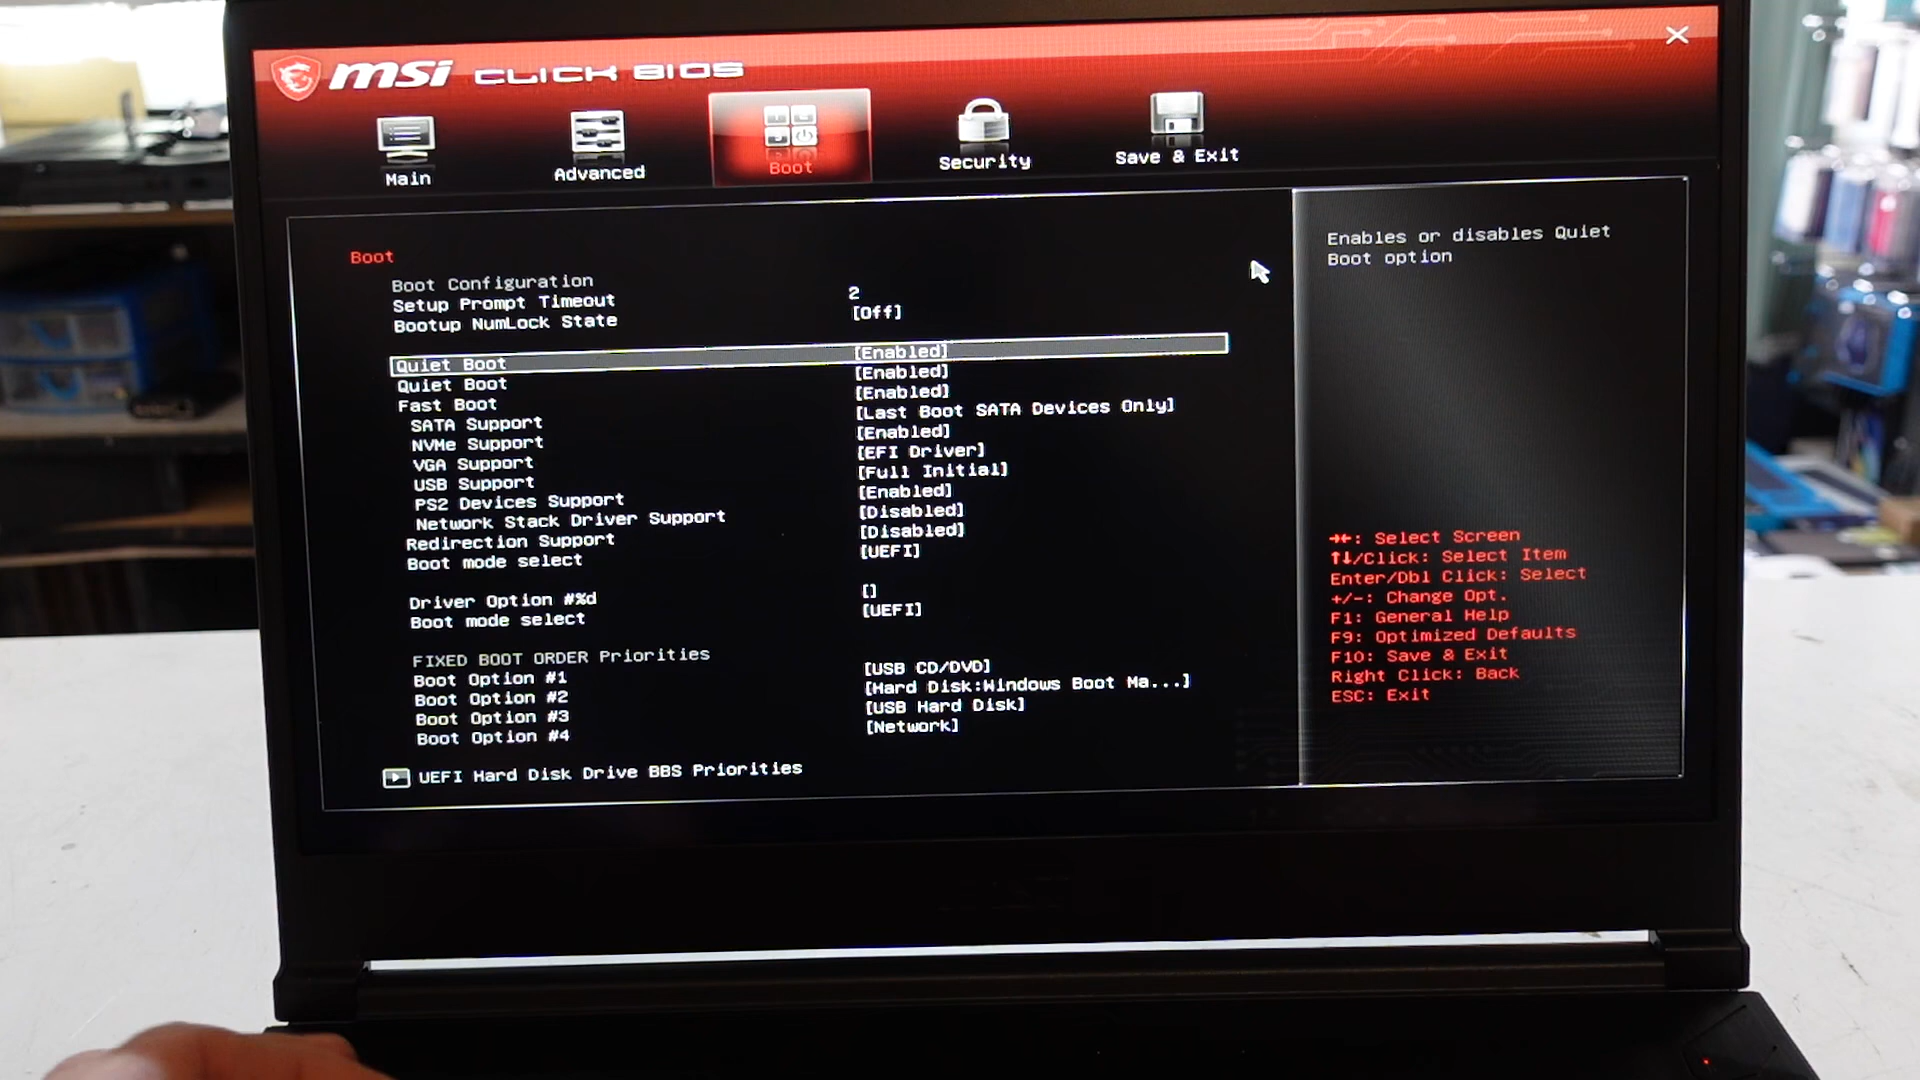 msi CLICK BIOS
Main
Advanced
Boot
Security
Save & Exit
Boot
Boot Configuration
Setup Prompt Timeout 2
Bootup NumLock State [Off]
Quiet Boot [Enabled]
Quiet Boot [Enabled]
Fast Boot [Enabled]
SATA Support [Last Boot SATA Devices Only]
NVMe Support [Enabled]
VGA Support [EFI Driver]
USB Support [Full Initial]
PS2 Devices Support [Enabled]
Network Stack Driver Support [Disabled]
Redirection Support [Disabled]
Boot mode select [UEFI]
Driver Option #%d []
Boot mode select [UEFI]
FIXED BOOT ORDER Priorities
Boot Option #1 [USB CD/DVD]
Boot Option #2 [Hard Disk:Windows Boot Ma...]
Boot Option #3 [USB Hard Disk]
Boot Option #4 [Network]
UEFI Hard Disk Drive BBS Priorities
Enables or disables Quiet
Boot option
→←: Select Screen
↑↓/Click: Select Item
Enter/Dbl Click: Select
+/-: Change Opt.
F1: General Help
F9: Optimized Defaults
F10: Save & Exit
Right Click: Back
ESC: Exit